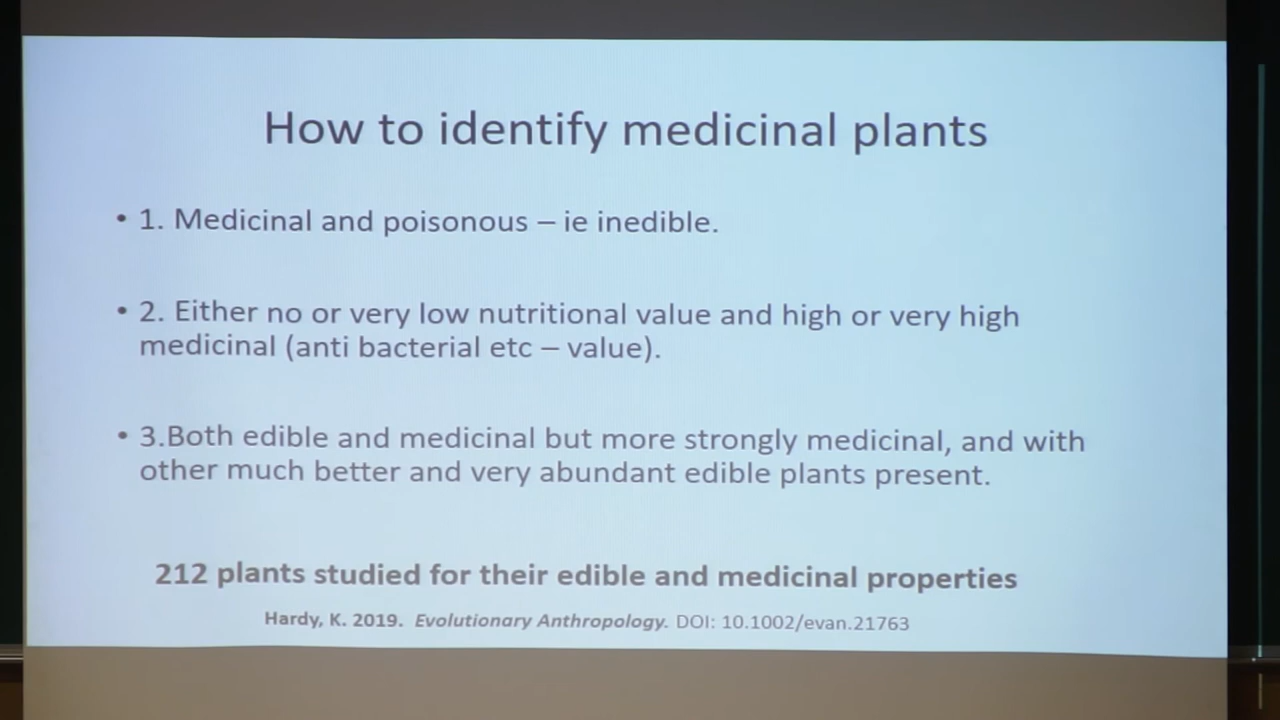 How to identify medicinal plants
• 1. Medicinal and poisonous – ie inedible.
• 2. Either no or very low nutritional value and high or very high
medicinal (anti bacterial etc – value).
• 3.Both edible and medicinal but more strongly medicinal, and with
other much better and very abundant edible plants present.
212 plants studied for their edible and medicinal properties
Hardy, K. 2019. Evolutionary Anthropology. DOI: 10.1002/evan.21763